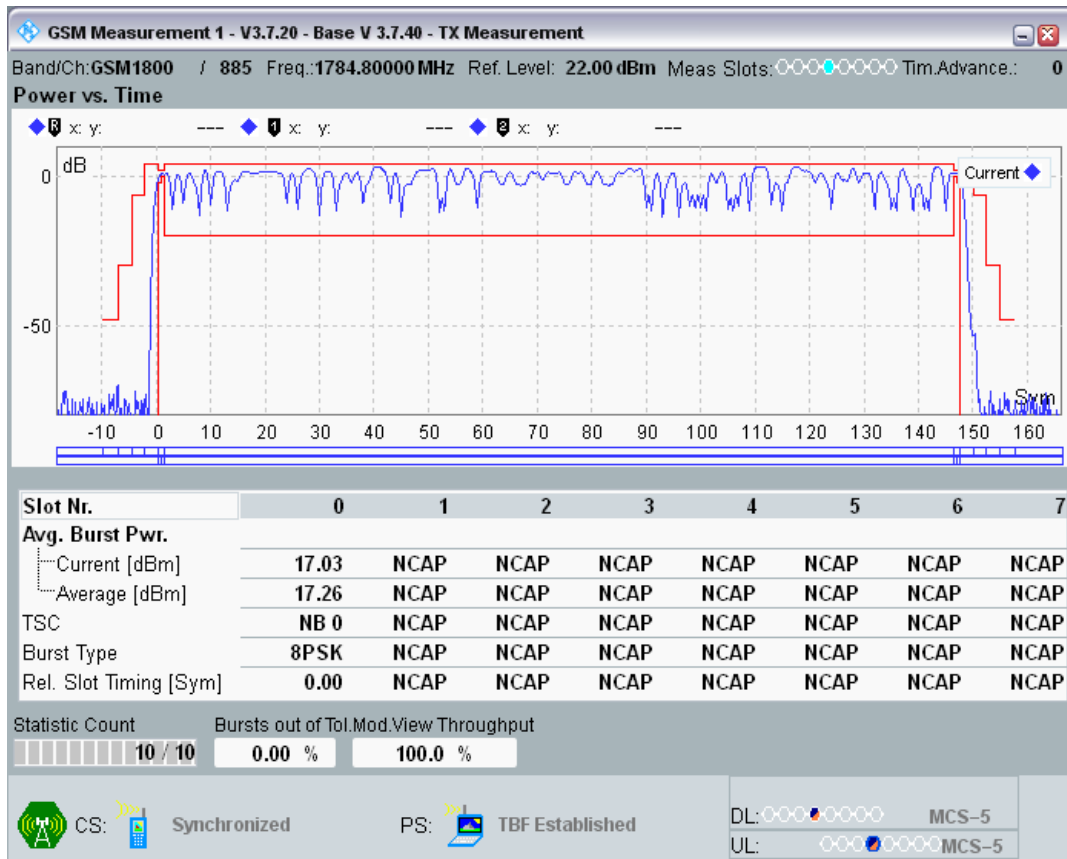 GSM Measurement 1 - V3.7.20 - Base V 3.7.40 - TX Measurement
Band/Ch:GSM1800 / 885 Freq.:1784.80000 MHz Ref. Level: 22.00 dBm Meas Slots: Tim.Advance.: 0
Power vs. Time
R x: y: --- 1 x: y: --- 2 x: y: ---
dB
Current
0
-50
Sym
-10 0 10 20 30 40 50 60 70 80 90 100 110 120 130 140 150 160
Slot Nr. 0 1 2 3 4 5 6 7
Avg. Burst Pwr.
Current [dBm] 17.03 NCAP NCAP NCAP NCAP NCAP NCAP NCAP
Average [dBm] 17.26 NCAP NCAP NCAP NCAP NCAP NCAP NCAP
TSC NB 0 NCAP NCAP NCAP NCAP NCAP NCAP NCAP
Burst Type 8PSK NCAP NCAP NCAP NCAP NCAP NCAP NCAP
Rel. Slot Timing [Sym] 0.00 NCAP NCAP NCAP NCAP NCAP NCAP NCAP
Statistic Count Bursts out of Tol.Mod.View Throughput
10 / 10 0.00 % 100.0 %
CS: Synchronized PS: TBF Established
DL: MCS-5
UL: MCS-5